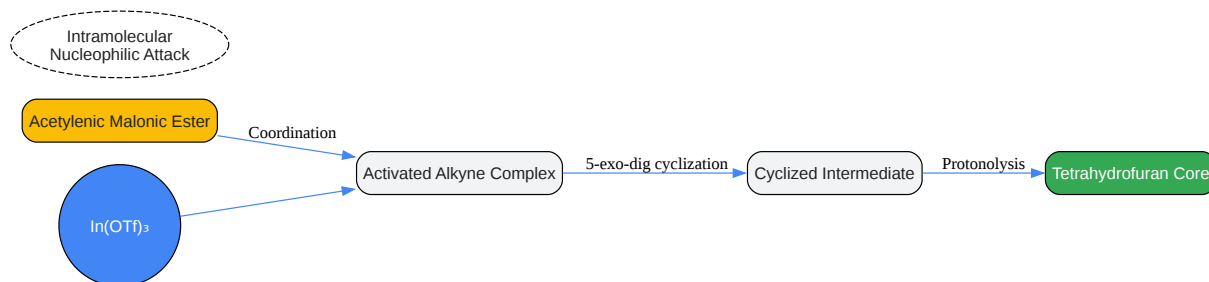 Intramolecular
Nucleophilic Attack
Acetylenic Malonic Ester
Coordination
In(OTf)₃
Activated Alkyne Complex
5-exo-dig cyclization
Cyclized Intermediate
Protonolysis
Tetrahydrofuran Core